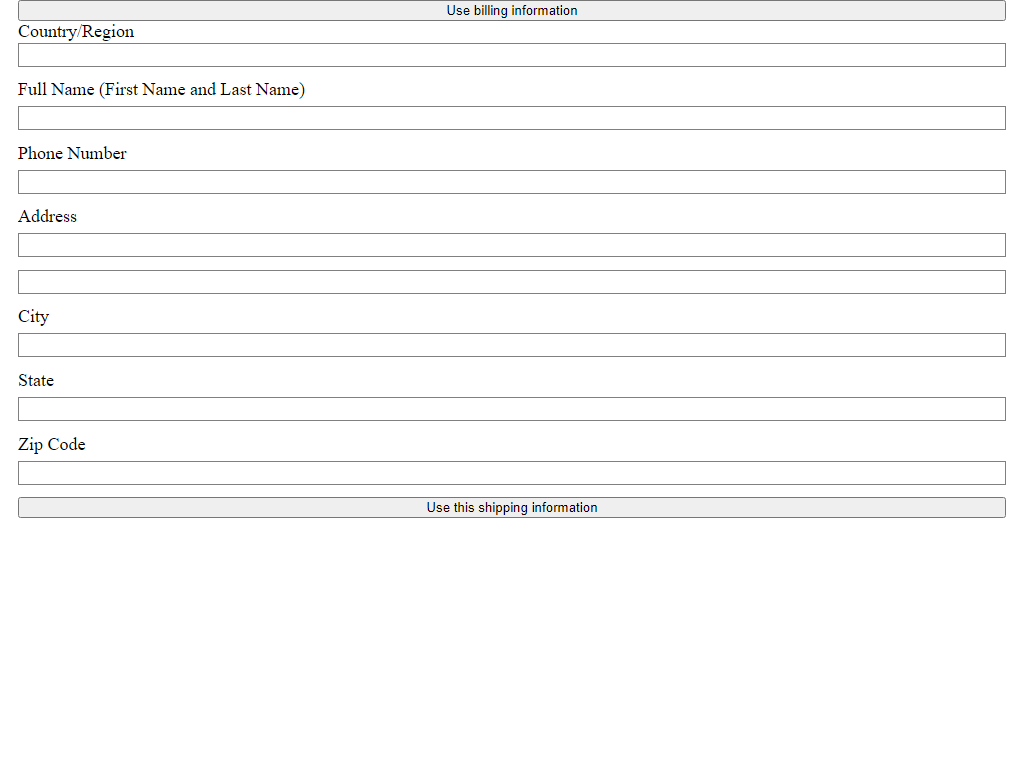 Use billing information
Country/Region
Full Name (First Name and Last Name)
Phone Number
Address
City
State
Zip Code
Use this shipping information